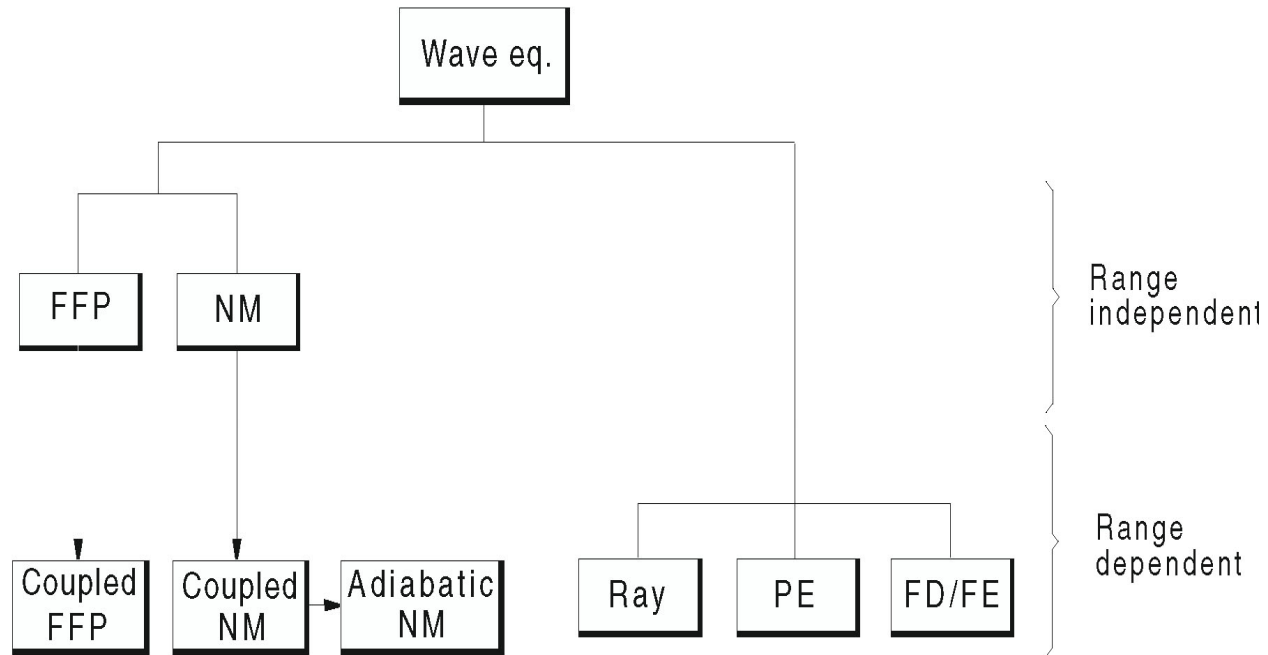 Wave eq.
FFP
NM
Range
independent
Coupled
FFP
Coupled
NM
Adiabatic
NM
Ray
PE
FD/FE
Range
dependent